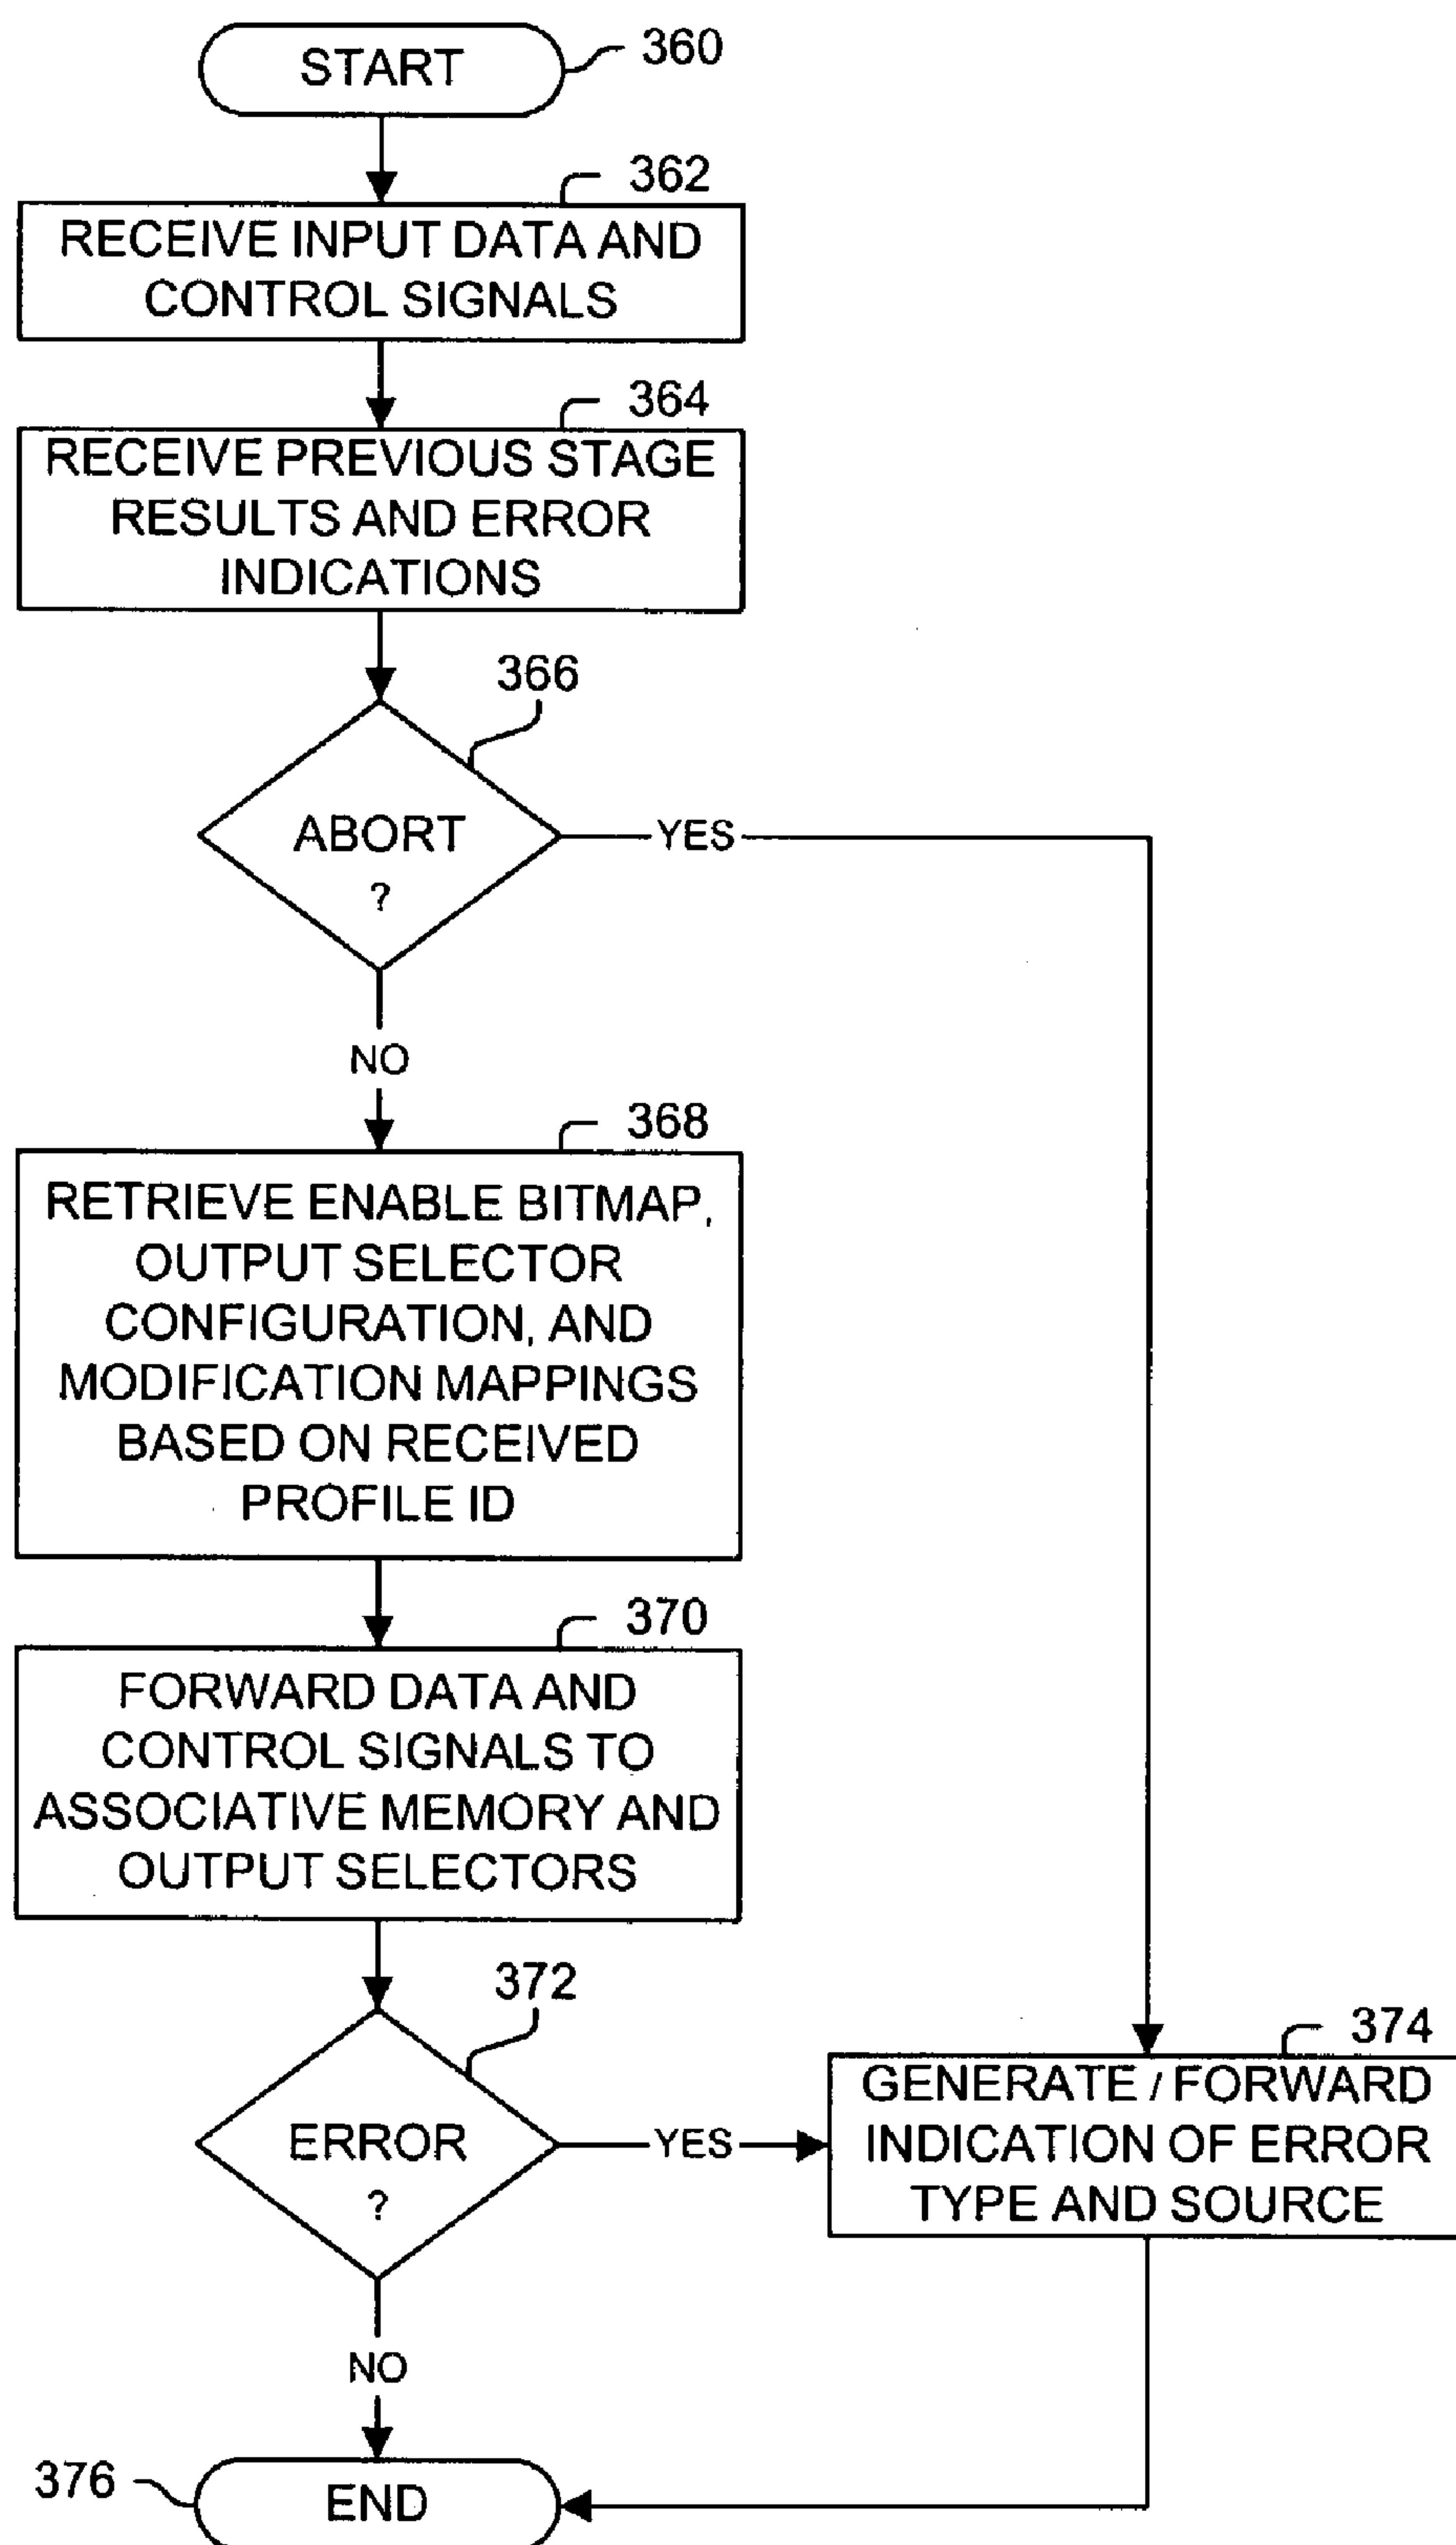 START
360
362
RECEIVE INPUT DATA AND
CONTROL SIGNALS
364
RECEIVE PREVIOUS STAGE
RESULTS AND ERROR
INDICATIONS
366
ABORT
?
YES
NO
368
RETRIEVE ENABLE BITMAP,
OUTPUT SELECTOR
CONFIGURATION, AND
MODIFICATION MAPPINGS
BASED ON RECEIVED
PROFILE ID
370
FORWARD DATA AND
CONTROL SIGNALS TO
ASSOCIATIVE MEMORY AND
OUTPUT SELECTORS
372
ERROR
?
YES
374
GENERATE / FORWARD
INDICATION OF ERROR
TYPE AND SOURCE
NO
376
END